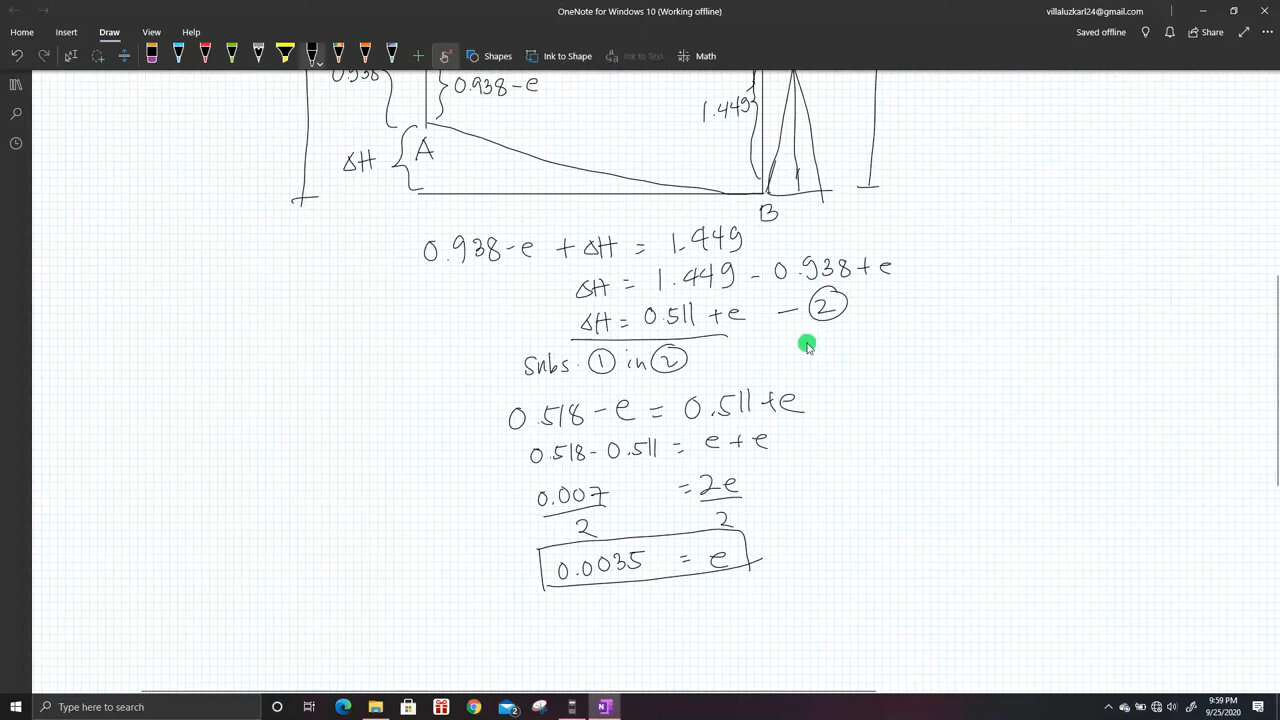 OneNote for Windows 10 (Working offline)
villaluzkarl24@gmail.com
Home Insert Draw View Help
Saved offline Share
Shapes Ink to Shape Ink to Text Math
0.938
0.938-e
1.449
ΔH
A
B
0.938-e + ΔH = 1.449
ΔH = 1.449 - 0.938+e
ΔH = 0.511 +e - 2
Subs. 1 in 2
0.518 - e = 0.511+e
0.518-0.511 = e+e
0.007 = 2e
2 2
0.0035 = e
Type here to search
2
9:59 PM
9/25/2020